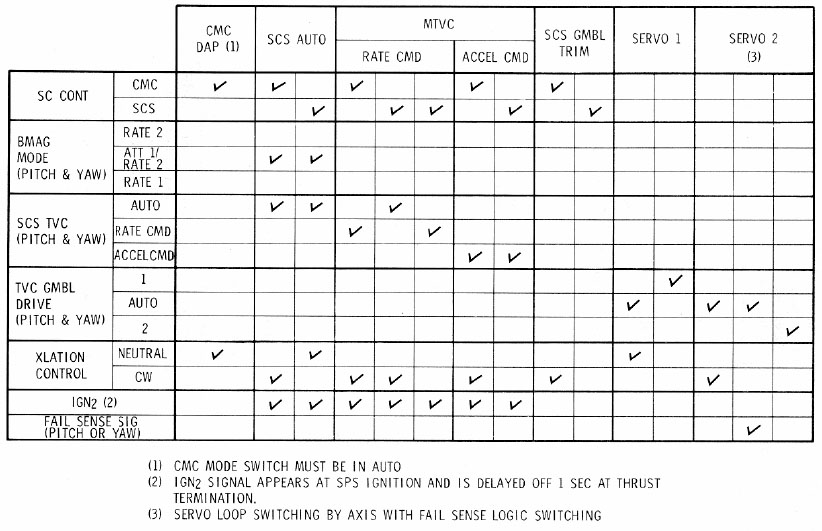 CMC DAP (1)
SCS AUTO
MTVC
RATE CMD
ACCEL CMD
SCS GMBL TRIM
SERVO 1
SERVO 2 (3)
SC CONT
CMC
✓ ✓ ✓ ✓ ✓
SCS
✓ ✓ ✓ ✓ ✓
BMAG MODE (PITCH & YAW)
RATE 2
ATT 1/ RATE 2
✓ ✓
RATE 1
SCS TVC (PITCH & YAW)
AUTO
✓ ✓ ✓
RATE CMD
✓ ✓
ACCELCMD
✓ ✓
TVC GMBL DRIVE (PITCH & YAW)
1
✓
AUTO
✓ ✓ ✓
2
✓
XLATION CONTROL
NEUTRAL
✓ ✓ ✓
CW
✓ ✓ ✓ ✓ ✓ ✓
IGN2 (2)
✓ ✓ ✓ ✓ ✓ ✓ ✓
FAIL SENSE SIG (PITCH OR YAW)
✓
(1) CMC MODE SWITCH MUST BE IN AUTO
(2) IGN2 SIGNAL APPEARS AT SPS IGNITION AND IS DELAYED OFF 1 SEC AT THRUST
TERMINATION.
(3) SERVO LOOP SWITCHING BY AXIS WITH FAIL SENSE LOGIC SWITCHING